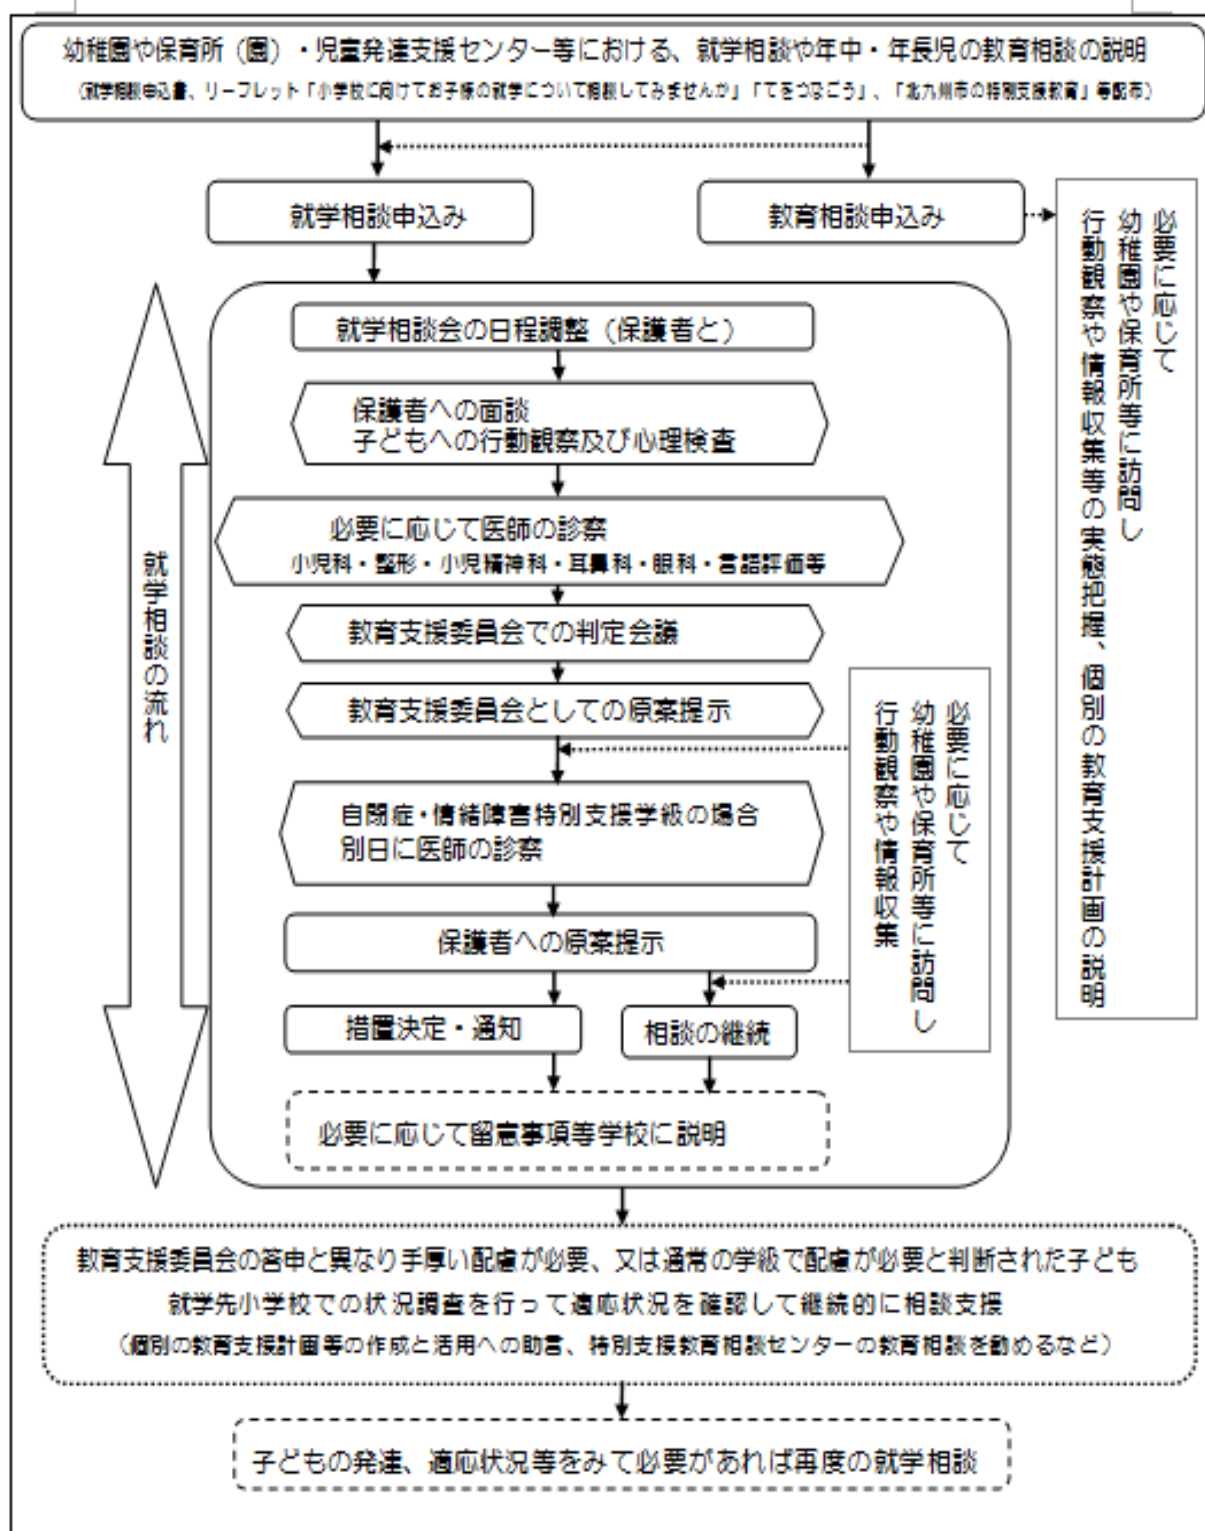 幼稚園や保育所（園）・児童発達支援センター等における、就学相談や年中・年長児の教育相談の説明
（就学相談申込書、リーフレット「小学校に向けてお子様の就学について相談してみませんか」「てをつなごう」、「北九州市の特別支援教育」等配布）
就学相談申込み
教育相談申込み
必要に応じて
幼稚園や保育所等に訪問し
行動観察や情報収集等の実態把握、個別の教育支援計画の説明
就学相談の流れ
就学相談会の日程調整（保護者と）
保護者への面談
子どもへの行動観察及び心理検査
必要に応じて医師の診察
小児科・整形・小児精神科・耳鼻科・眼科・言語評価等
教育支援委員会での判定会議
教育支援委員会としての原案提示
必要に応じて
幼稚園や保育所等に訪問し
行動観察や情報収集
自閉症・情緒障害特別支援学級の場合
別日に医師の診察
保護者への原案提示
措置決定・通知
相談の継続
必要に応じて留意事項等学校に説明
教育支援委員会の答申と異なり手厚い配慮が必要、又は通常の学級で配慮が必要と判断された子ども
就学先小学校での状況調査を行って適応状況を確認して継続的に相談支援
（個別の教育支援計画等の作成と活用への助言、特別支援教育相談センターの教育相談を勧めるなど）
子どもの発達、適応状況等をみて必要があれば再度の就学相談